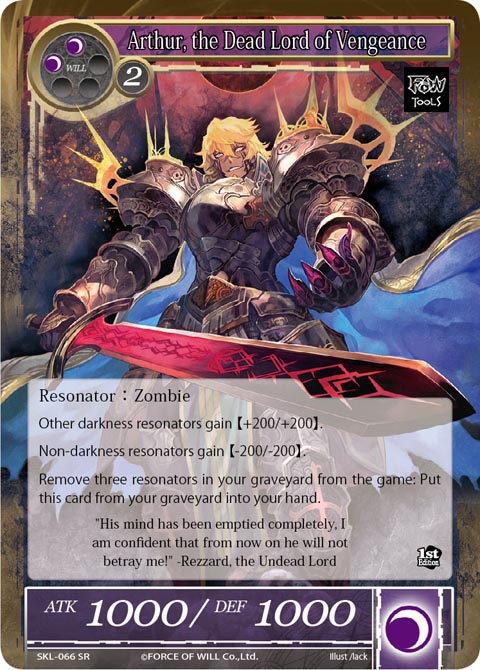 Arthur, the Dead Lord of Vengeance
WILL
2
FoW
TOOLS
Resonator : Zombie
Other darkness resonators gain 【+200/+200】.
Non-darkness resonators gain 【-200/-200】.
Remove three resonators in your graveyard from the game: Put
this card from your graveyard into your hand.
"His mind has been emptied completely, I
am confident that from now on he will not
betray me!" -Rezzard, the Undead Lord
1st
Edition
ATK 1000/ DEF 1000
SKL-066 SR ©FORCE OF WILL Co.,Ltd. Illust /lack